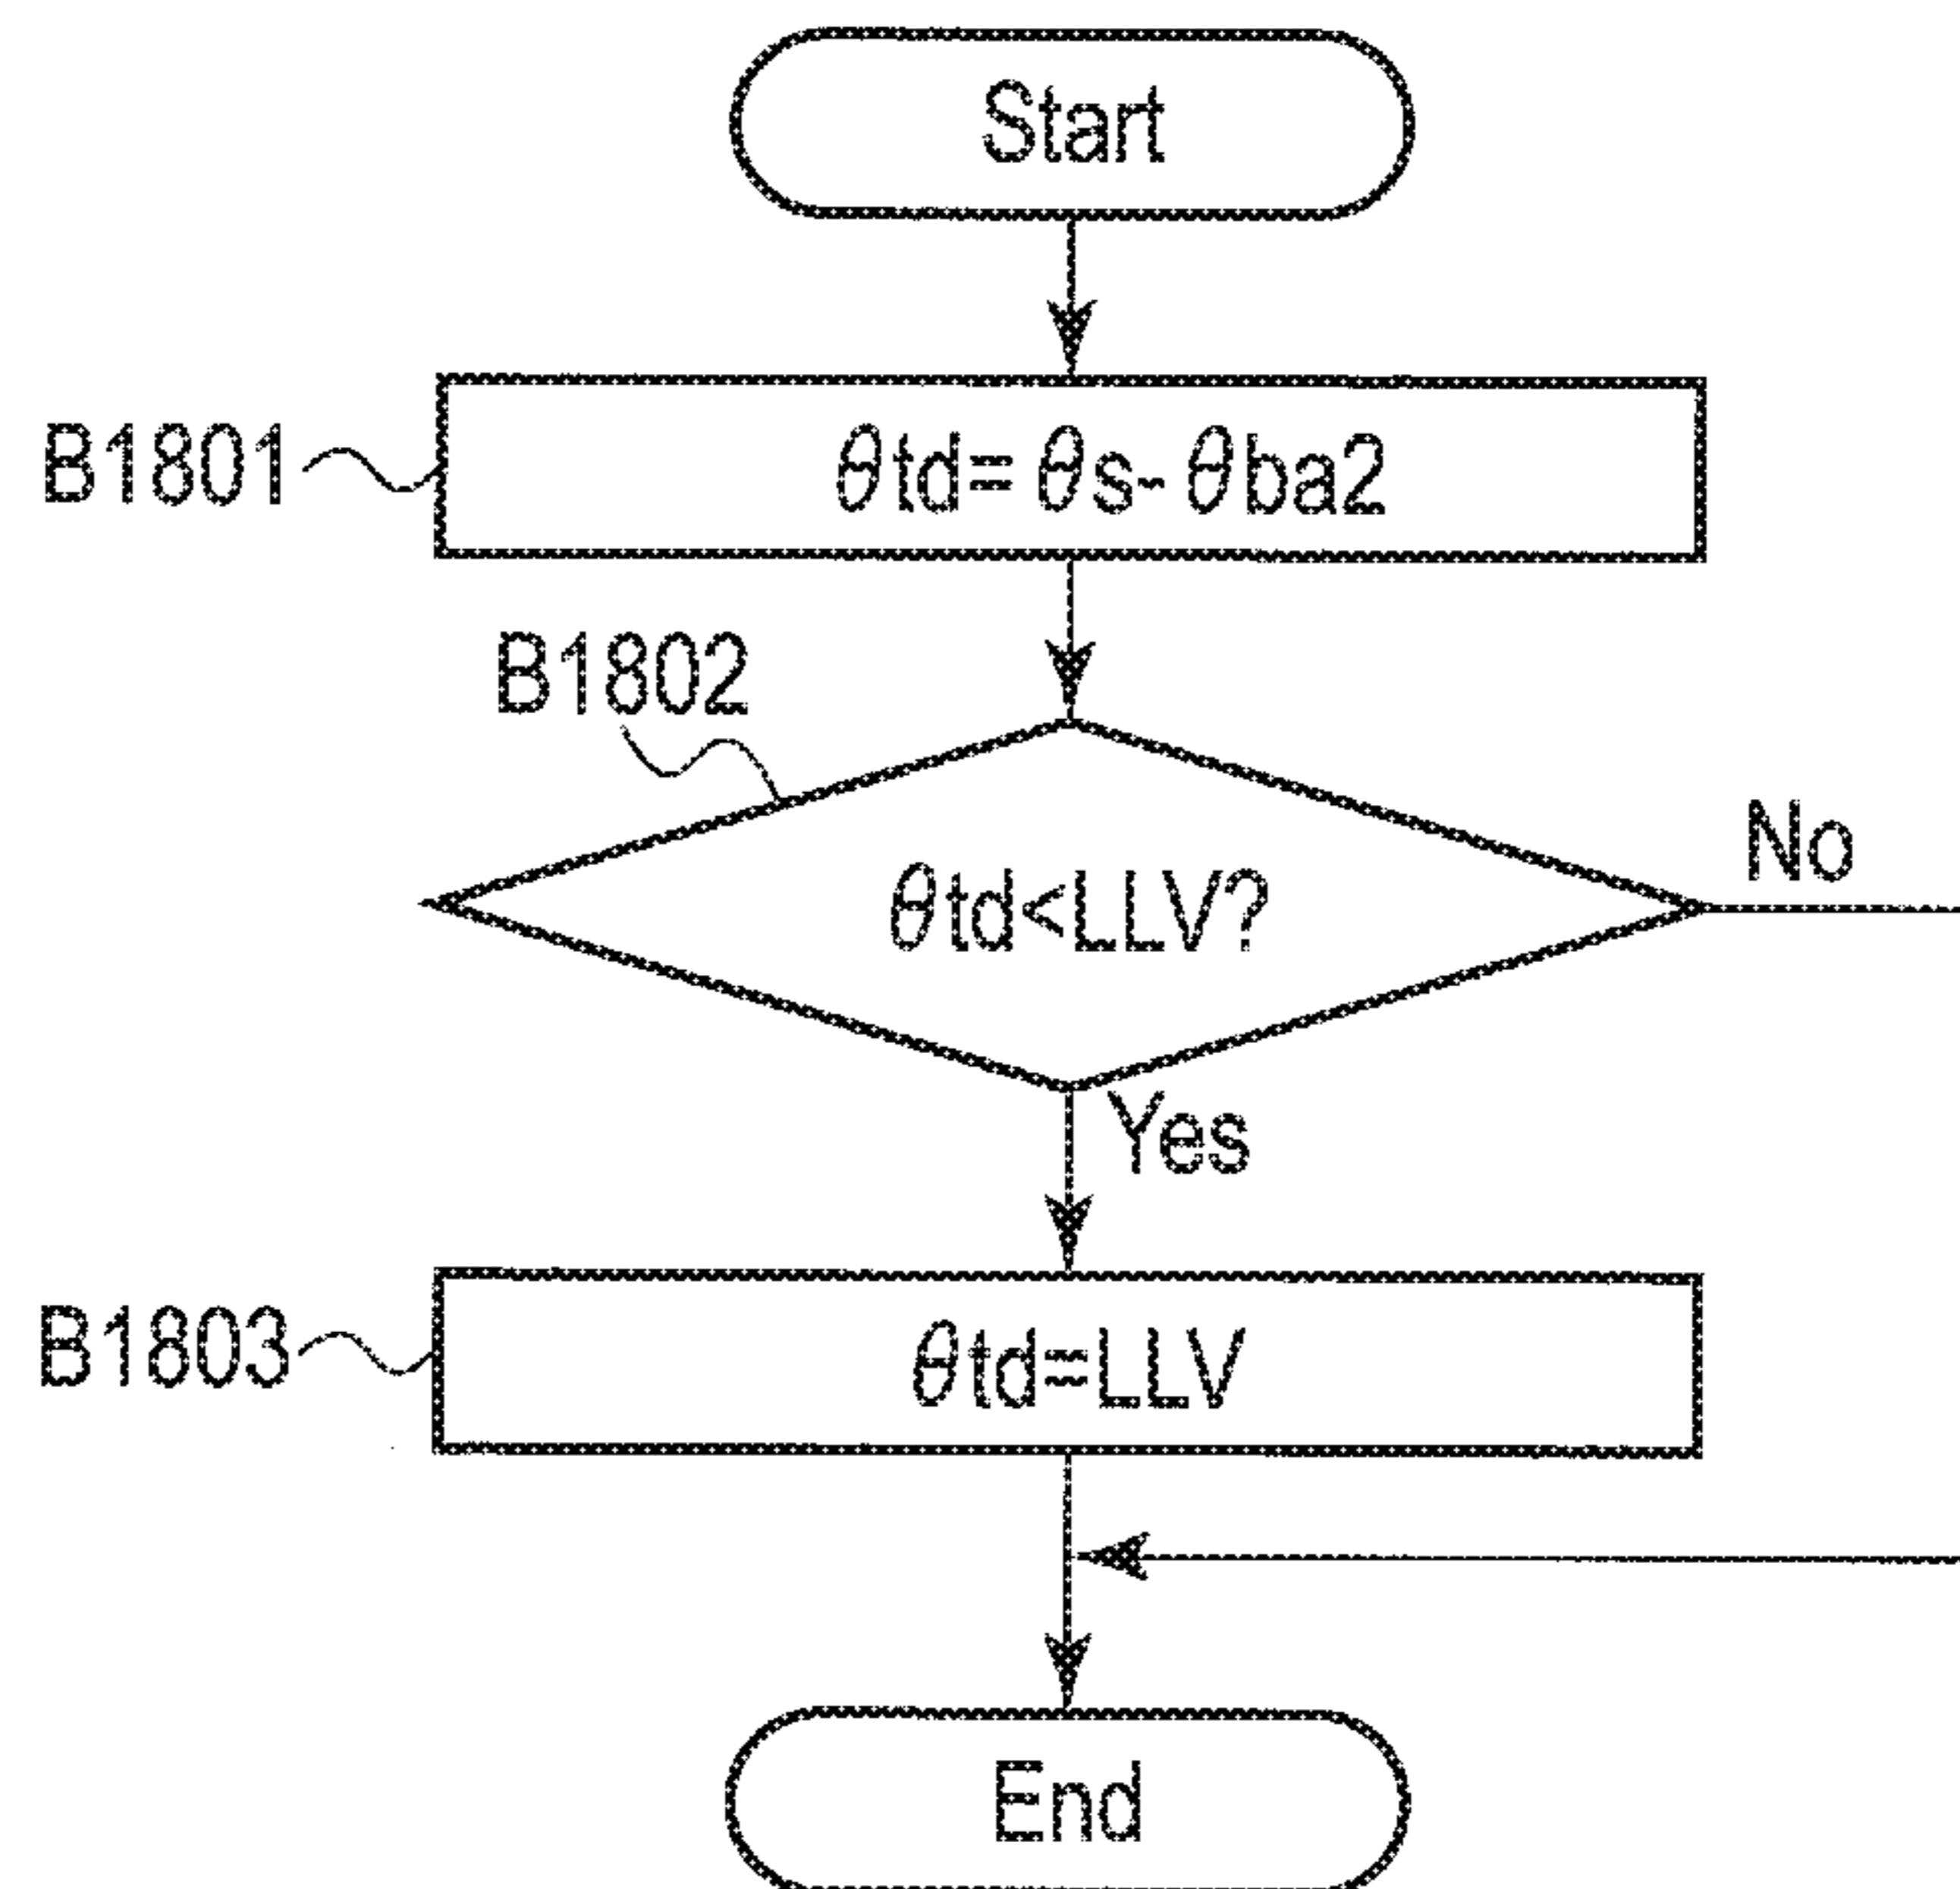 Start
B1801
θtd= θs- θba2
B1802
θtd<LLV?
No
Yes
B1803
θtd=LLV
End